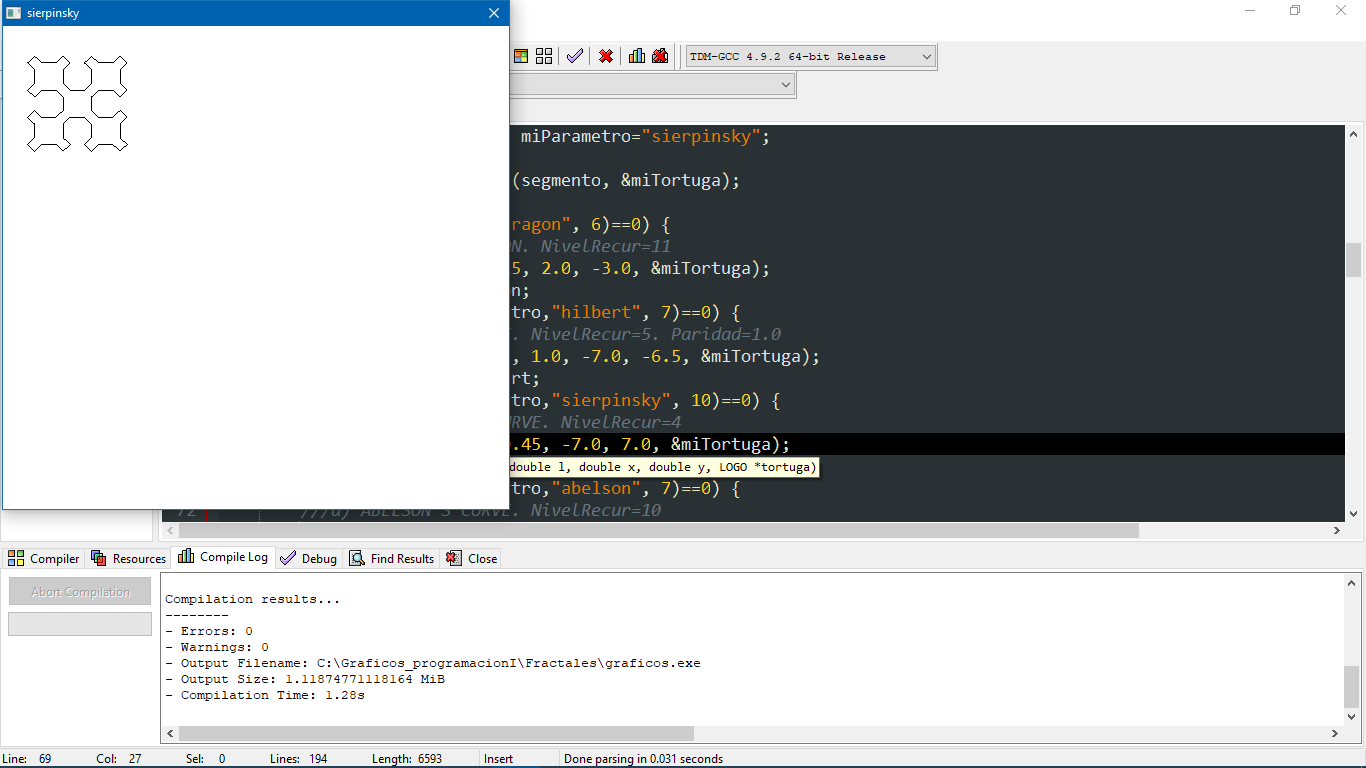 sierpinsky
TDM-GCC 4.9.2 64-bit Release
miParametro="sierpinsky";
(segmento, &miTortuga);
ragon", 6)==0) {
N. NivelRecur=11
5, 2.0, -3.0, &miTortuga);
n;
tro,"hilbert", 7)==0) {
. NivelRecur=5. Paridad=1.0
, 1.0, -7.0, -6.5, &miTortuga);
rt;
tro,"sierpinsky", 10)==0) {
RVE. NivelRecur=4
.45, -7.0, 7.0, &miTortuga);
double l, double x, double y, LOGO *tortuga)
tro,"abelson", 7)==0) {
72 ///d) ABELSON'S CURVE. NivelRecur=10
Compiler Resources Compile Log Debug Find Results Close
Abort Compilation
Compilation results...
--------
- Errors: 0
- Warnings: 0
- Output Filename: C:\Graficos_programacionI\Fractales\graficos.exe
- Output Size: 1.11874771118164 MiB
- Compilation Time: 1.28s
Line: 69 Col: 27 Sel: 0 Lines: 194 Length: 6593 Insert Done parsing in 0.031 seconds